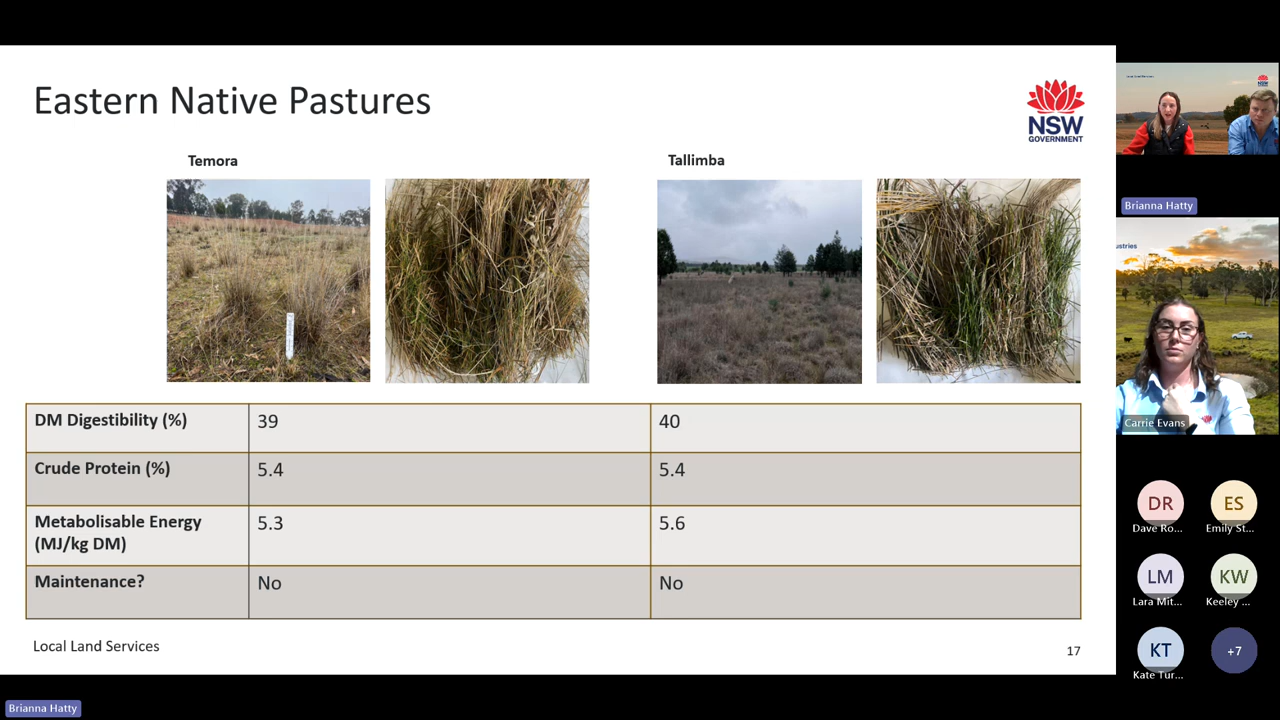 Eastern Native Pastures
NSW
GOVERNMENT
Temora
Tallimba
DM Digestibility (%)
39
40
Crude Protein (%)
5.4
5.4
Metabolisable Energy
(MJ/kg DM)
5.3
5.6
Maintenance?
No
No
Local Land Services
17
Brianna Hatty
ustries
Carrie Evans
DR
Dave Ro...
ES
Emily St...
LM
Lara Mit...
KW
Keeley ...
KT
Kate Tur...
+7
Brianna Hatty